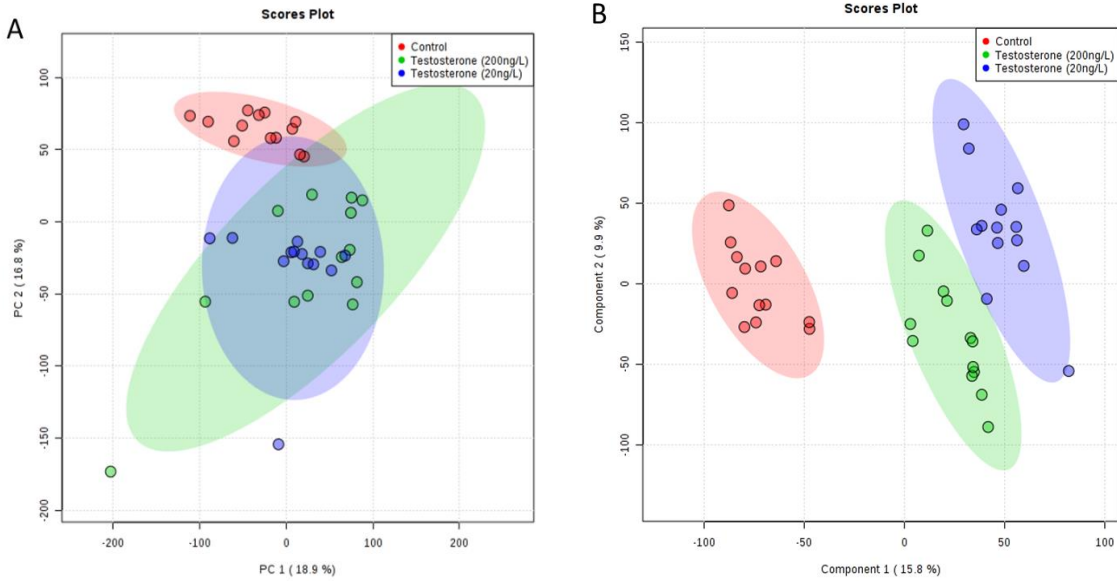 A
Scores Plot
Control
Testosterone (200ng/L)
Testosterone (20ng/L)
100
50
0
-50
-100
-150
-200
PC 2 ( 16.8 %)
-200
-100
0
100
200
PC 1 ( 18.9 %)
B
Scores Plot
Control
Testosterone (200ng/L)
Testosterone (20ng/L)
150
100
50
0
-50
-100
Component 2 ( 9.9 %)
-100
-50
0
50
100
Component 1 ( 15.8 %)